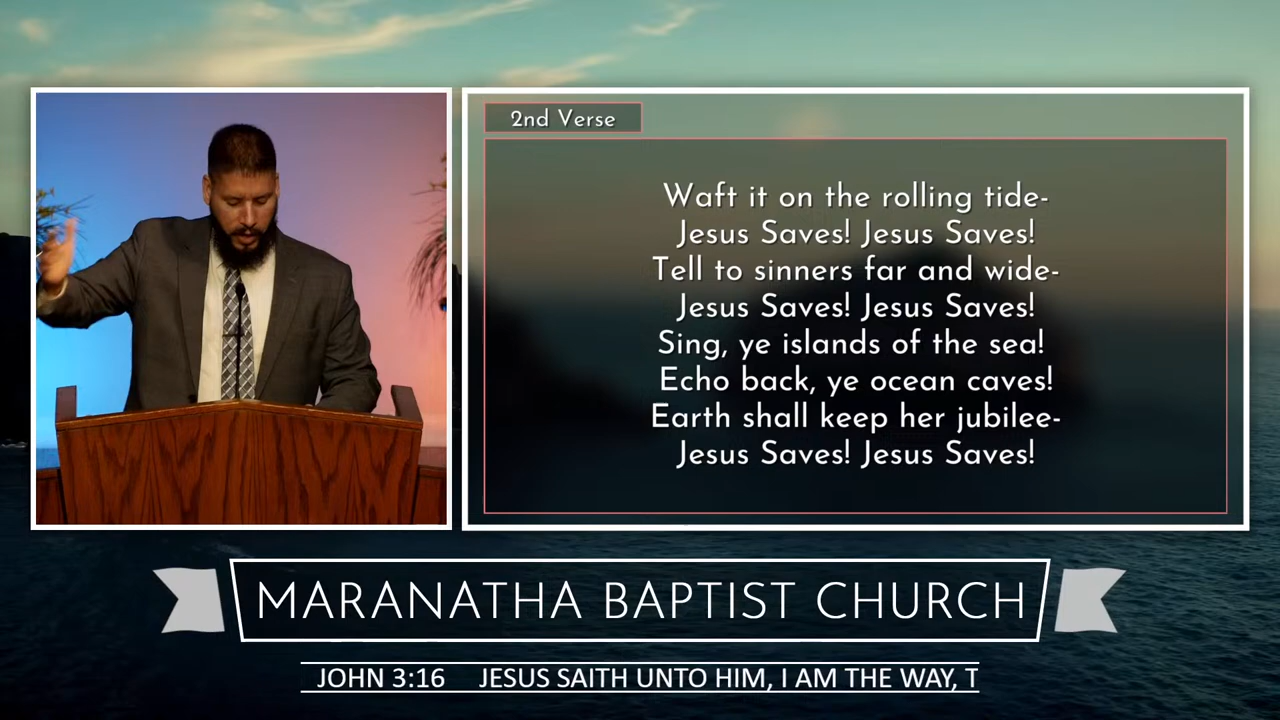 2nd Verse
Waft it on the rolling tide-
Jesus Saves! Jesus Saves!
Tell to sinners far and wide-
Jesus Saves! Jesus Saves!
Sing, ye islands of the sea!
Echo back, ye ocean caves!
Earth shall keep her jubilee-
Jesus Saves! Jesus Saves!
MARANATHA BAPTIST CHURCH
JOHN 3:16 JESUS SAITH UNTO HIM, I AM THE WAY, T